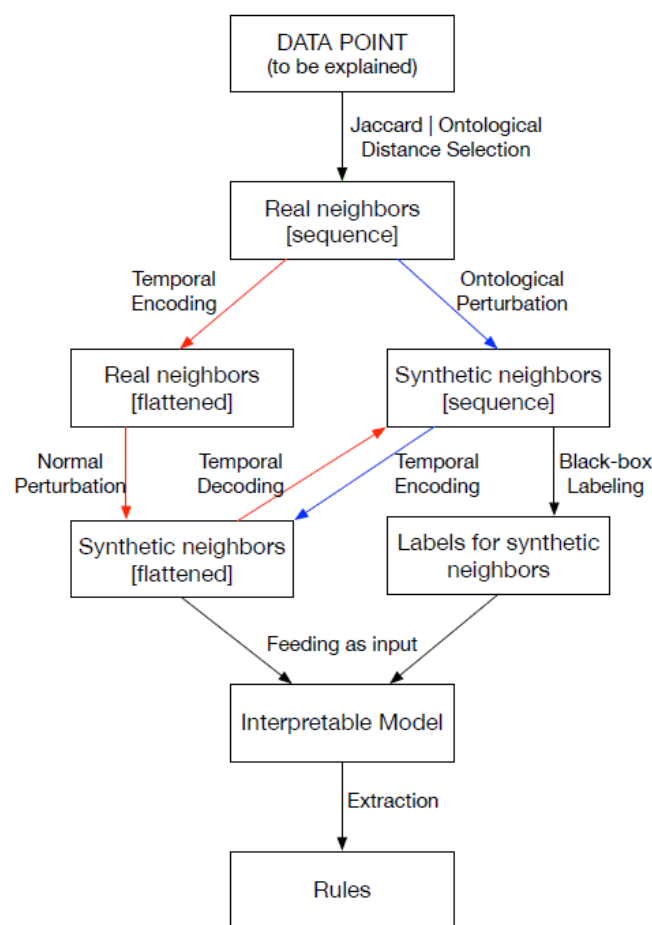 DATA POINT
(to be explained)
Jaccard | Ontological
Distance Selection
Real neighbors
[sequence]
Temporal
Encoding
Ontological
Perturbation
Real neighbors
[flattened]
Synthetic neighbors
[sequence]
Normal
Perturbation
Temporal
Decoding
Temporal
Encoding
Black-box
Labeling
Synthetic neighbors
[flattened]
Labels for synthetic
neighbors
Feeding as input
Interpretable Model
Extraction
Rules